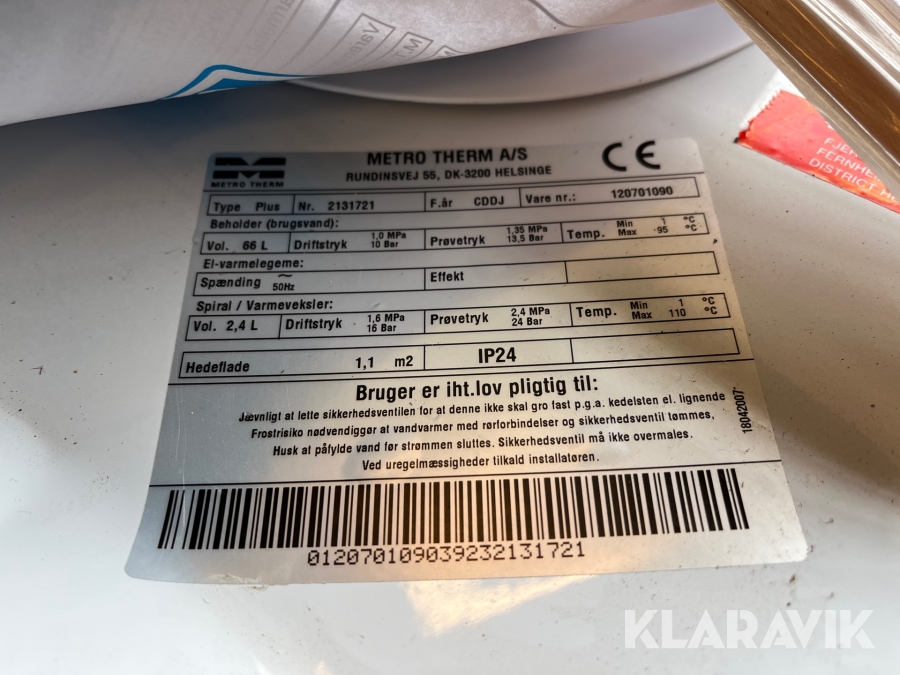 METRO THERM A/S
RUNDINSVEJ 55, DK-3200 HELSINGE
METRO THERM
CE
Type Plus Nr. 2131721 F.år CDDJ Vare nr.: 120701090
Beholder (brugsvand):
Vol. 66 L Driftstryk 1,0 MPa 10 Bar Prøvetryk 1,35 MPa 13,5 Bar Temp. Min 1 °C Max -95 °C
El-varmelegeme:
Spænding ~ 50Hz Effekt
Spiral / Varmeveksler:
Vol. 2,4 L Driftstryk 1,6 MPa 16 Bar Prøvetryk 2,4 MPa 24 Bar Temp. Min 1 °C Max 110 °C
Hedeflade 1,1 m2 IP24
Bruger er iht.lov pligtig til:
Jævnligt at lette sikkerhedsventilen for at denne ikke skal gro fast p.g.a. kedelsten el. lignende
Frostrisiko nødvendiggør at vandvarmer med rørforbindelser og sikkerhedsventil tømmes,
Husk at påfylde vand før strømmen sluttes. Sikkerhedsventil må ikke overmales.
Ved uregelmæssigheder tilkald installatøren.
18042007-
012070109039232131721
FJER
FERNHE
DISTRICT H
KLARAVIK